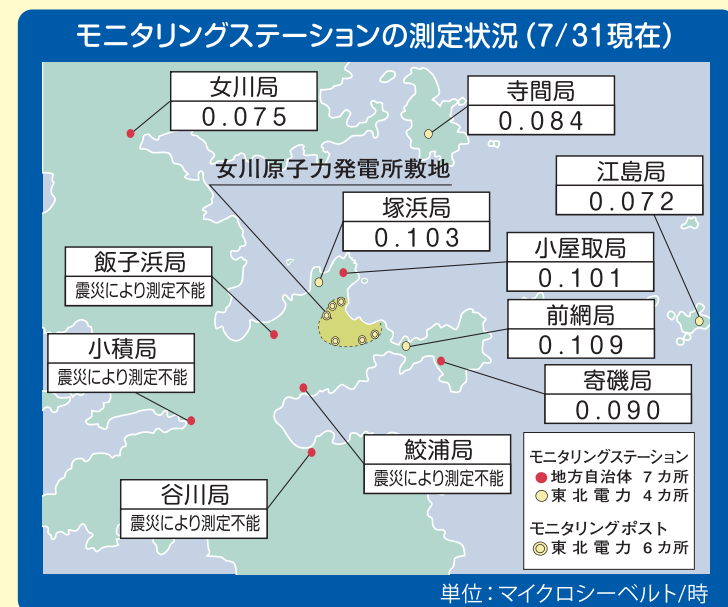 モニタリングステーションの測定状況(7/31現在)
女川局
0.075
寺間局
0.084
女川原子力発電所敷地
江島局
0.072
塚浜局
0.103
小屋取局
0.101
飯子浜局
震災により測定不能
前網局
0.109
小積局
震災により測定不能
寄磯局
0.090
鮫浦局
震災により測定不能
谷川局
震災により測定不能
モニタリングステーション
地方自治体 7カ所
東北電力 4カ所
モニタリングポスト
東北電力 6カ所
単位:マイクロシーベルト/時